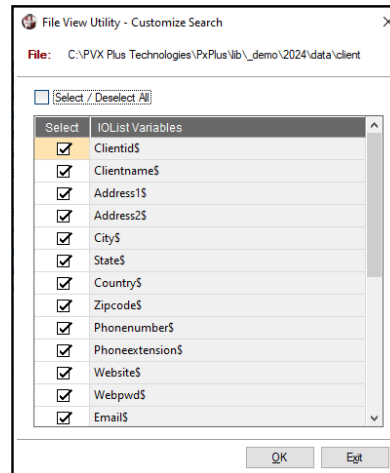 File View Utility - Customize Search
File: C:\PVX Plus Technologies\PxPlus\lib\_demo\2024\data\client
Select / Deselect All
Select IOList Variables
Clientid$
Clientname$
Address1$
Address2$
City$
State$
Country$
Zipcode$
Phonenumber$
Phoneextension$
Website$
Webpwd$
Email$
OK Exit